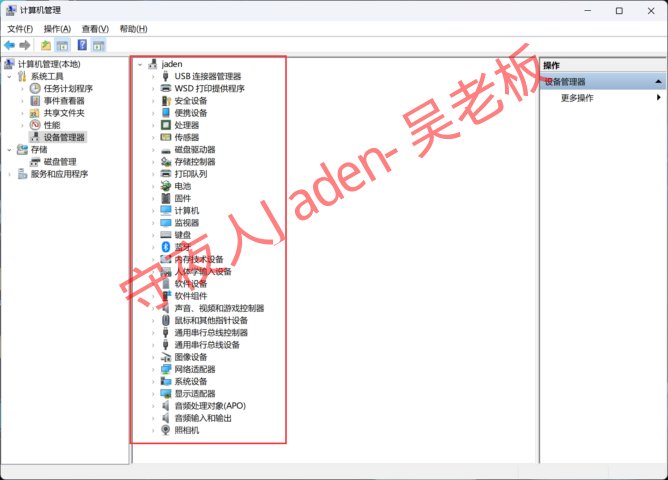 计算机管理
文件(F) 操作(A) 查看(V) 帮助(H)
计算机管理(本地)
系统工具
任务计划程序
事件查看器
共享文件夹
性能
设备管理器
存储
磁盘管理
服务和应用程序
jaden
USB 连接器管理器
WSD 打印提供程序
安全设备
便携设备
处理器
传感器
磁盘驱动器
存储控制器
打印队列
电池
固件
计算机
监视器
键盘
蓝牙
内存技术设备
人体学输入设备
软件设备
软件组件
声音、视频和游戏控制器
鼠标和其他指针设备
通用串行总线控制器
通用串行总线设备
图像设备
网络适配器
系统设备
显示适配器
音频处理对象(APO)
音频输入和输出
照相机
操作
设备管理器
更多操作
守夜人Jaden-吴老板